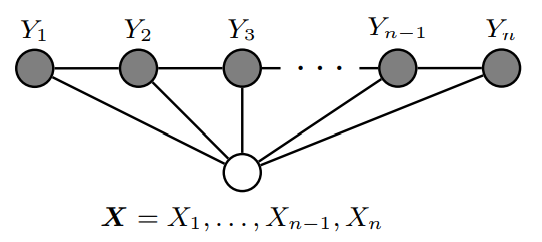 Y₁ Y₂ Y₃ · · · Yₙ₋₁ Yₙ
X = X₁, . . . , Xₙ₋₁, Xₙ